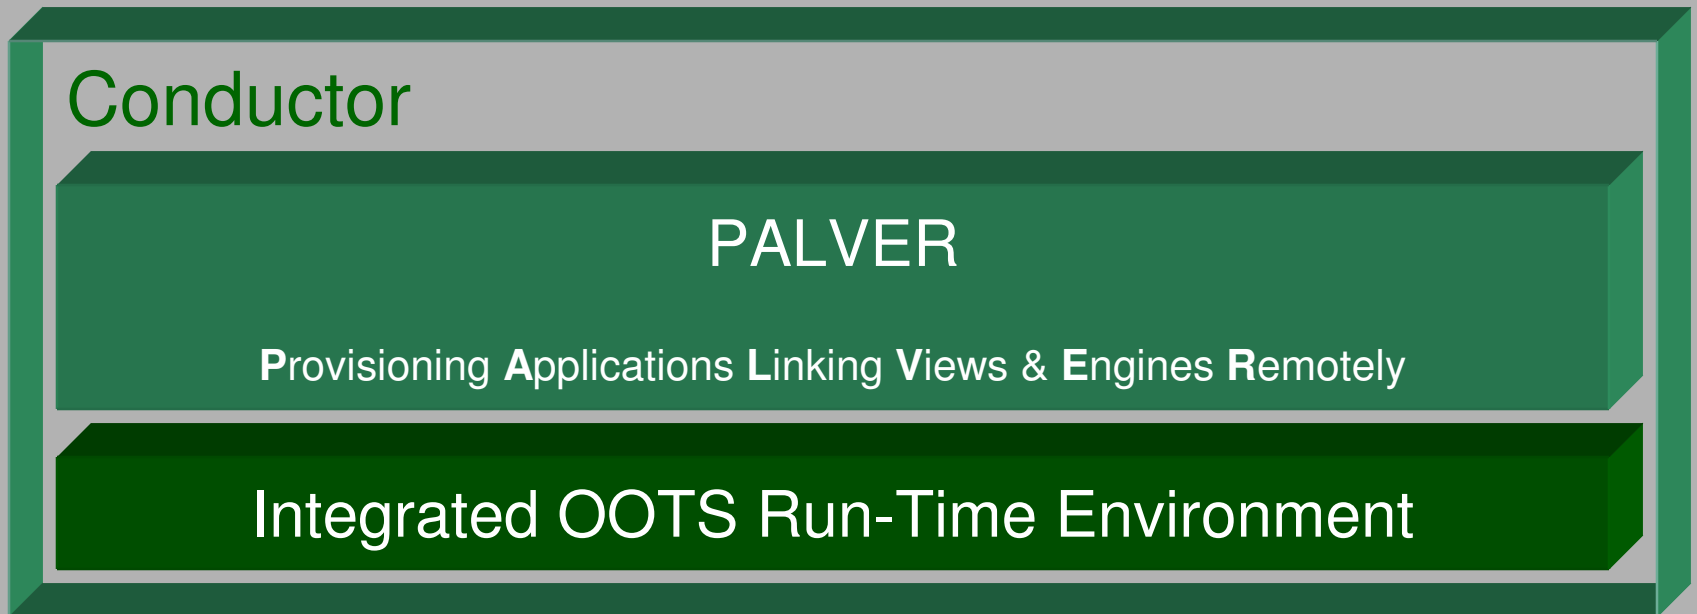 Conductor
PALVER
Provisioning Applications Linking Views & Engines Remotely
Integrated OOTS Run-Time Environment